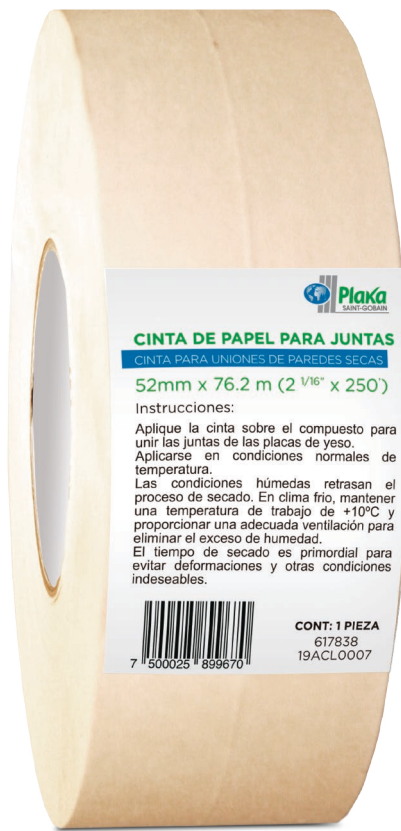 Plaka
SAINT-GOBAIN
CINTA DE PAPEL PARA JUNTAS
CINTA PARA UNIONES DE PAREDES SECAS
52mm x 76.2 m (2 1/16" x 250')
Instrucciones:
Aplique la cinta sobre el compuesto para
unir las juntas de las placas de yeso.
Aplicarse en condiciones normales de
temperatura.
Las condiciones húmedas retrasan el
proceso de secado. En clima frio, mantener
una temperatura de trabajo de +10ºC y
proporcionar una adecuada ventilación para
eliminar el exceso de humedad.
El tiempo de secado es primordial para
evitar deformaciones y otras condiciones
indeseables.
CONT: 1 PIEZA
617838
19ACL0007
7 500025 899670